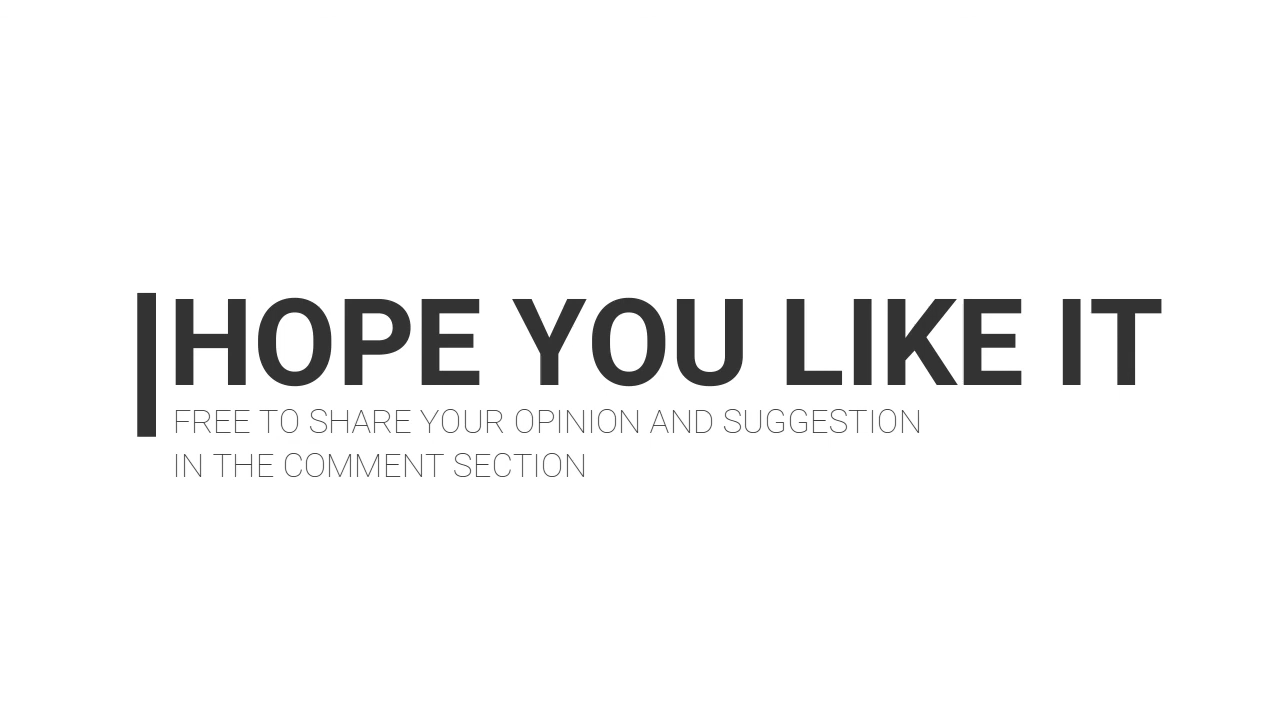 HOPE YOU LIKE IT
FREE TO SHARE YOUR OPINION AND SUGGESTION
IN THE COMMENT SECTION